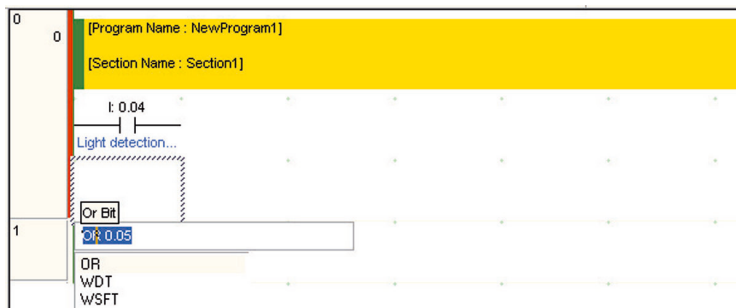 0
0
[Program Name : NewProgram1]
[Section Name : Section1]
I: 0.04
Light detection...
Or Bit
1
OR 0.05
OR
WDT
WSFT